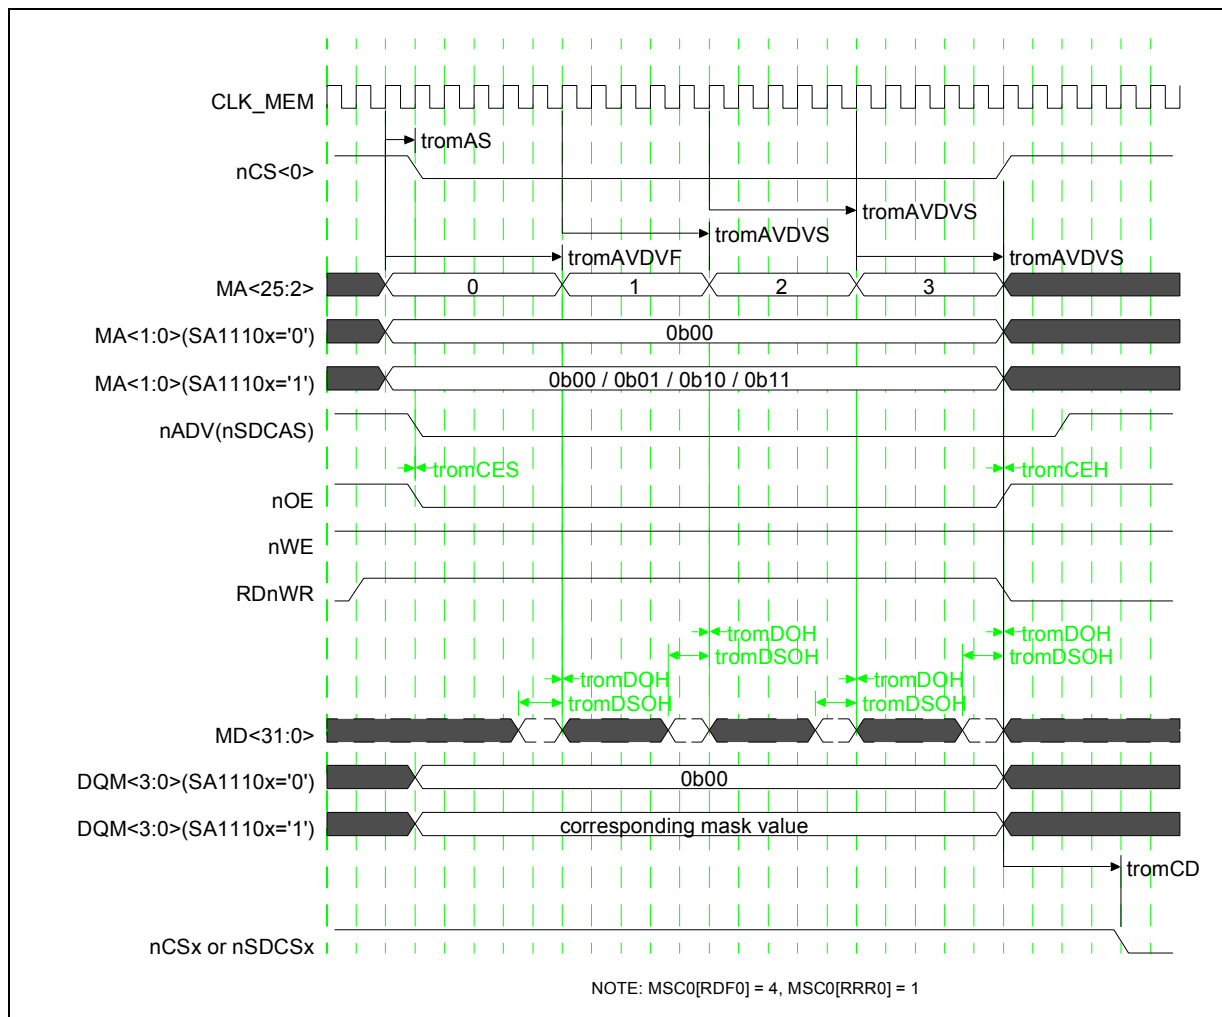 CLK_MEM
tromAS
nCS<0>
tromAVDVS
tromAVDVS
tromAVDVF
tromAVDVS
MA<25:2>
0
1
2
3
MA<1:0>(SA1110x='0')
0b00
MA<1:0>(SA1110x='1')
0b00 / 0b01 / 0b10 / 0b11
nADV(nSDCAS)
tromCES
tromCEH
nOE
nWE
RDnWR
tromDOH
tromDOH
tromDSOH
tromDSOH
tromDOH
tromDOH
tromDSOH
tromDSOH
MD<31:0>
DQM<3:0>(SA1110x='0')
0b00
DQM<3:0>(SA1110x='1')
corresponding mask value
tromCD
nCSx or nSDCSx
NOTE: MSC0[RDF0] = 4, MSC0[RRR0] = 1